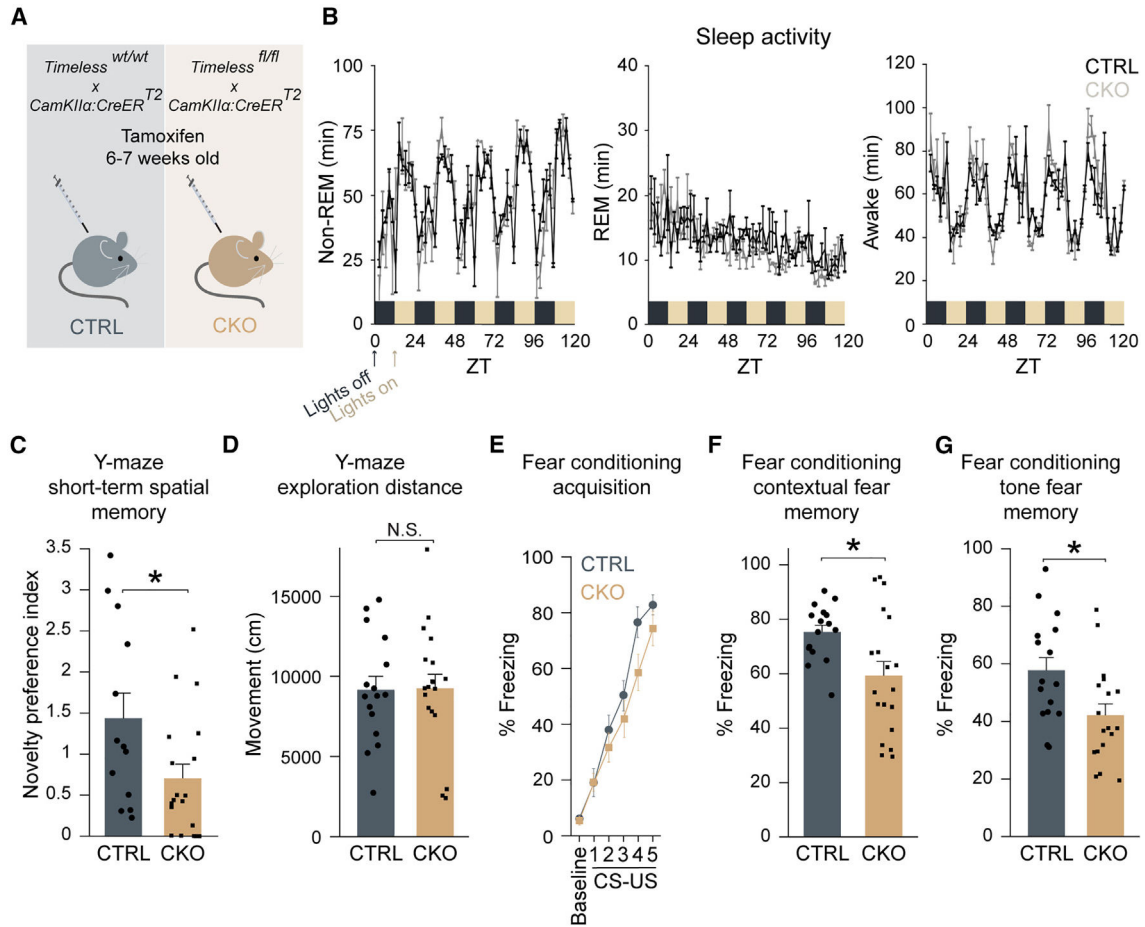 A
Timeless wt/wt
x
CamKIIα:CreER T2
Timeless fl/fl
x
CamKIIα:CreER T2
Tamoxifen
6-7 weeks old
CTRL
CKO
B
Sleep activity
Non-REM (min)
100
75
50
25
0
0 24 48 72 96 120
ZT
Lights off
Lights on
REM (min)
40
30
20
10
0
0 24 48 72 96 120
ZT
Awake (min)
120
100
80
60
40
20
0 24 48 72 96 120
ZT
CTRL
CKO
C
Y-maze
short-term spatial
memory
Novelty preference index
3.5
3
2.5
2
1.5
1
0.5
0
*
CTRL CKO
D
Y-maze
exploration distance
Movement (cm)
15000
10000
5000
0
N.S.
CTRL CKO
E
Fear conditioning
acquisition
% Freezing
100
80
60
40
20
0
CTRL
CKO
Baseline
1 2 3 4 5
CS-US
F
Fear conditioning
contextual fear
memory
% Freezing
100
80
60
40
20
0
*
CTRL CKO
G
Fear conditioning
tone fear
memory
% Freezing
100
80
60
40
20
0
*
CTRL CKO